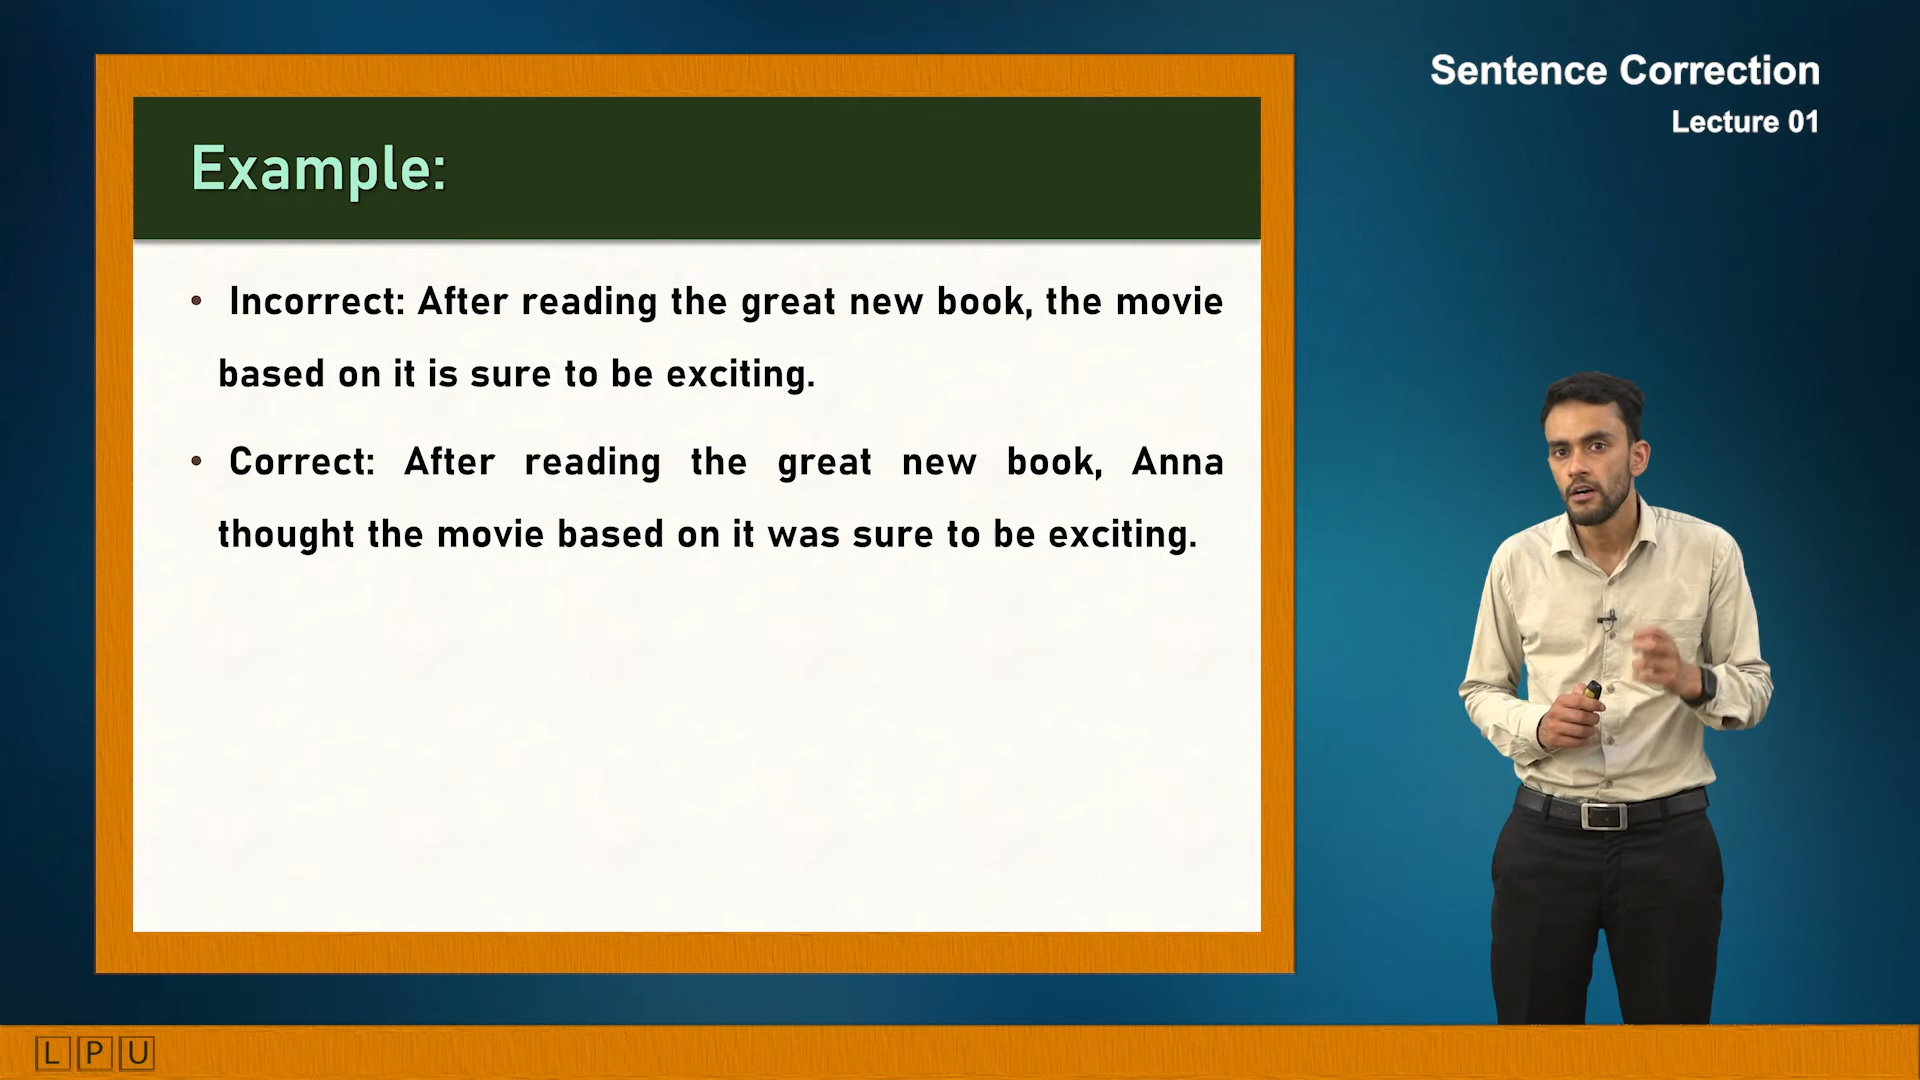 Sentence Correction
Lecture 01
Example:
• Incorrect: After reading the great new book, the movie
based on it is sure to be exciting.
• Correct: After reading the great new book, Anna
thought the movie based on it was sure to be exciting.
LPU